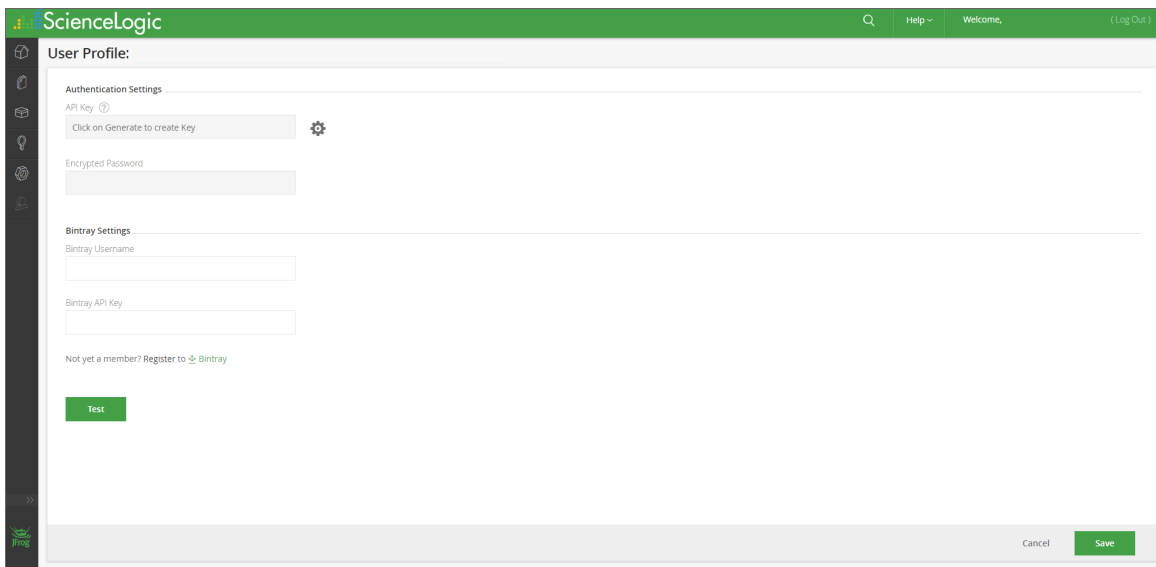 ScienceLogic
Help
Welcome,
( Log Out )
User Profile:
Authentication Settings
API Key ?
Click on Generate to create Key
Encrypted Password
Bintray Settings
Bintray Username
Bintray API Key
Not yet a member? Register to Bintray
Test
JFrog
Cancel
Save